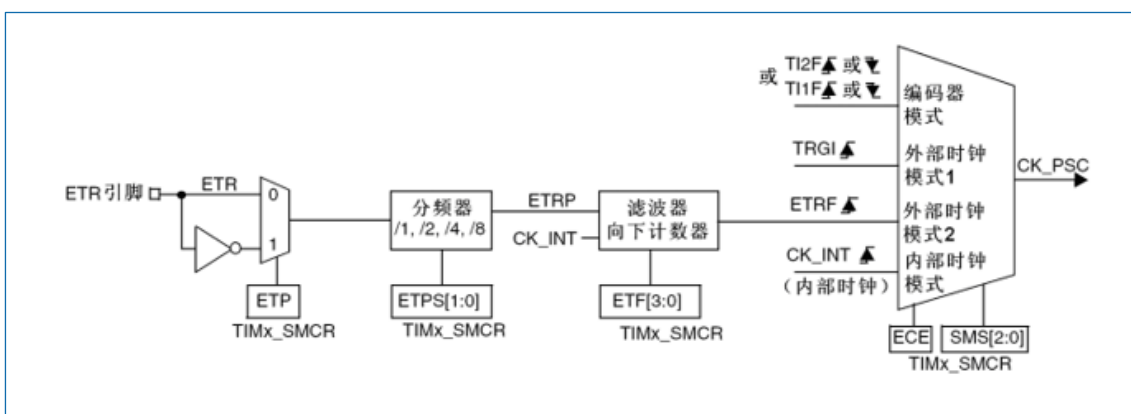 或 TI2F 或
TI1F 或
编码器
模式
TRGI
外部时钟
模式1
CK_PSC
ETR引脚
ETR
0
1
分频器
/1, /2, /4, /8
ETRP
CK_INT
滤波器
向下计数器
ETRF
外部时钟
模式2
CK_INT
(内部时钟)
内部时钟
模式
ETP
TIMx_SMCR
ETPS[1:0]
TIMx_SMCR
ETF[3:0]
TIMx_SMCR
ECE
SMS[2:0]
TIMx_SMCR